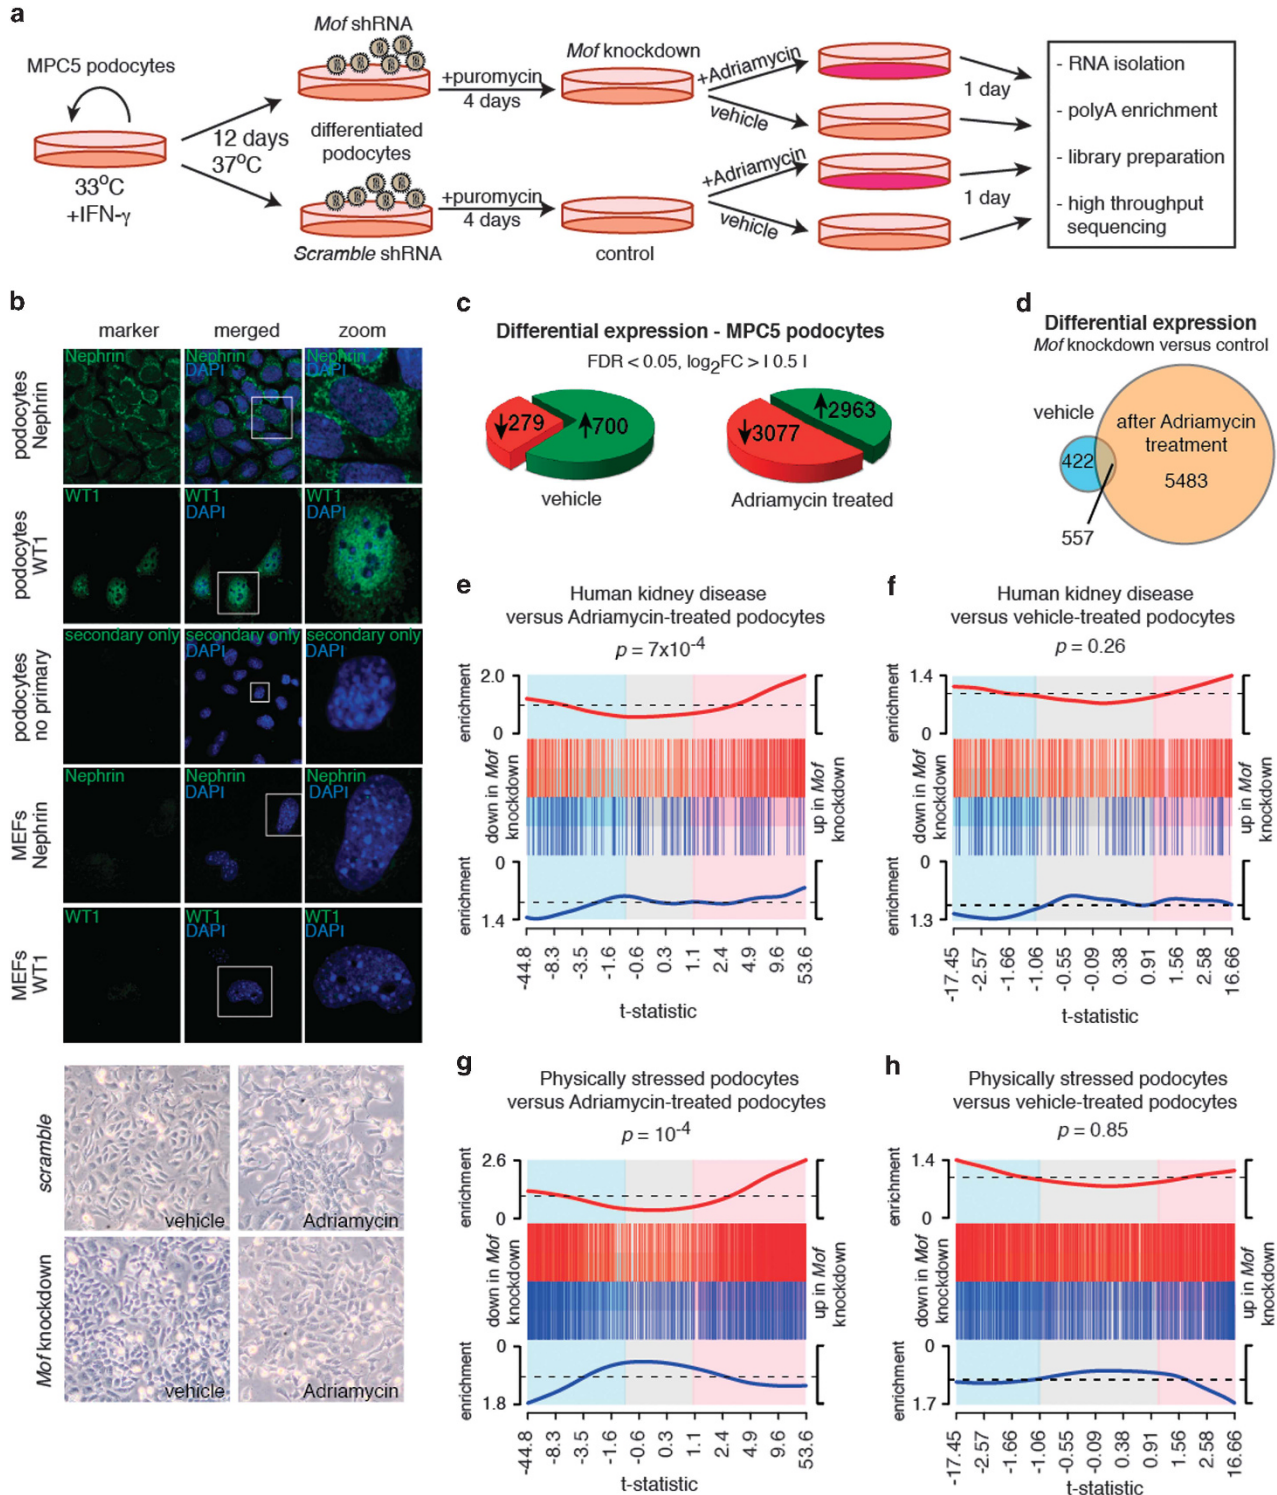 a
Mof shRNA
MPC5 podocytes
33°C
+IFN-γ
12 days
37°C
differentiated
podocytes
Scramble shRNA
+puromycin
4 days
+puromycin
4 days
Mof knockdown
control
+Adriamycin
vehicle
+Adriamycin
vehicle
1 day
1 day
- RNA isolation
- polyA enrichment
- library preparation
- high throughput
sequencing
b
marker
merged
zoom
podocytes
Nephrin
Nephrin
Nephrin
DAPI
Nephrin
DAPI
podocytes
WT1
WT1
WT1
DAPI
WT1
DAPI
podocytes
no primary
secondary only
secondary only
DAPI
secondary only
DAPI
MEFs
Nephrin
Nephrin
Nephrin
DAPI
Nephrin
DAPI
MEFs
WT1
WT1
WT1
DAPI
WT1
DAPI
scramble
vehicle
Adriamycin
Mof knockdown
vehicle
Adriamycin
c
Differential expression - MPC5 podocytes
FDR < 0.05, log2FC > I 0.5 I
↓279
↑700
vehicle
↓3077
↑2963
Adriamycin treated
d
Differential expression
Mof knockdown versus control
vehicle
422
557
after Adriamycin
treatment
5483
e
Human kidney disease
versus Adriamycin-treated podocytes
p = 7x10-4
enrichment
2.0
0
down in Mof
knockdown
up in Mof
knockdown
enrichment
0
1.4
-44.8 -8.3 -3.5 -1.6 -0.6 0.3 1.1 2.4 4.9 9.6 53.6
t-statistic
f
Human kidney disease
versus vehicle-treated podocytes
p = 0.26
enrichment
1.4
0
down in Mof
knockdown
up in Mof
knockdown
enrichment
0
1.3
-17.45 -2.57 -1.66 -1.06 -0.55 -0.09 0.38 0.91 1.56 2.58 16.66
t-statistic
g
Physically stressed podocytes
versus Adriamycin-treated podocytes
p = 10-4
enrichment
2.6
0
down in Mof
knockdown
up in Mof
knockdown
enrichment
0
1.8
-44.8 -8.3 -3.5 -1.6 -0.6 0.3 1.1 2.4 4.9 9.6 53.6
t-statistic
h
Physically stressed podocytes
versus vehicle-treated podocytes
p = 0.85
enrichment
1.4
0
down in Mof
knockdown
up in Mof
knockdown
enrichment
0
1.7
-17.45 -2.57 -1.66 -1.06 -0.55 -0.09 0.38 0.91 1.56 2.58 16.66
t-statistic